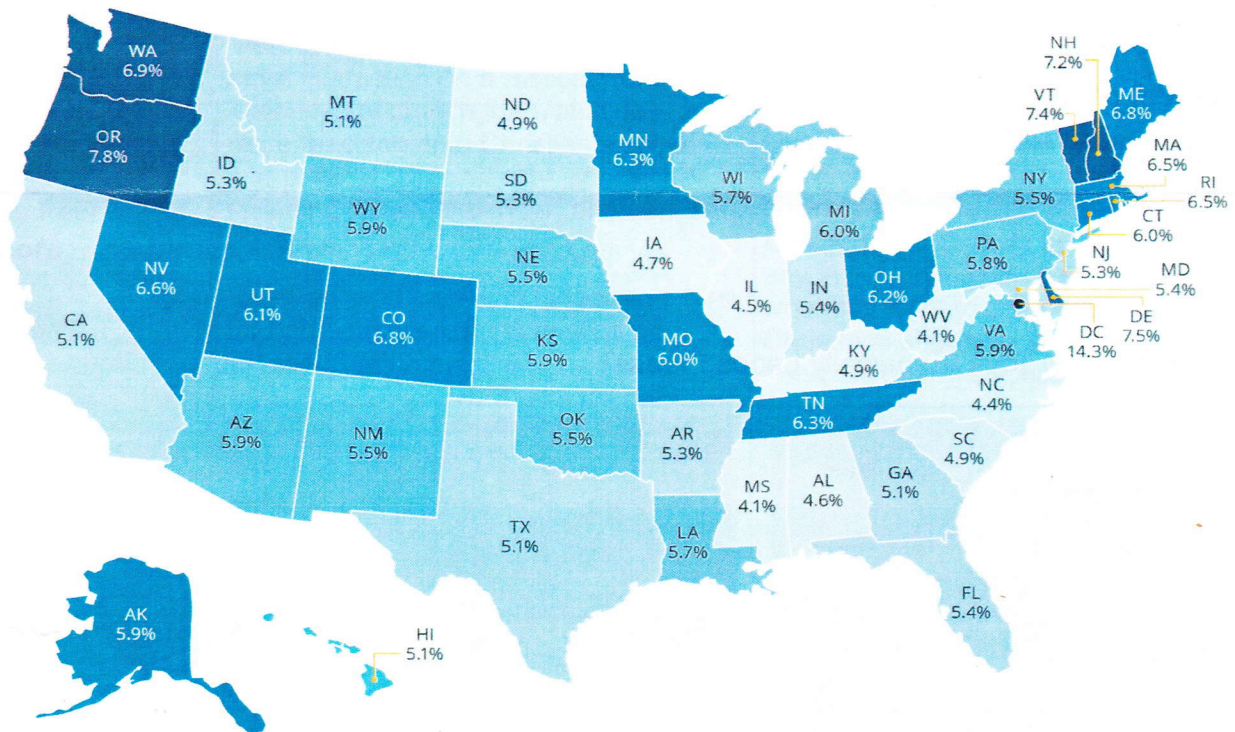 WA
6.9%
OR
7.8%
CA
5.1%
NV
6.6%
ID
5.3%
MT
5.1%
WY
5.9%
UT
6.1%
CO
6.8%
AZ
5.9%
NM
5.5%
ND
4.9%
SD
5.3%
NE
5.5%
KS
5.9%
OK
5.5%
TX
5.1%
MN
6.3%
IA
4.7%
MO
6.0%
AR
5.3%
LA
5.7%
WI
5.7%
IL
4.5%
MI
6.0%
IN
5.4%
OH
6.2%
KY
4.9%
TN
6.3%
MS
4.1%
AL
4.6%
GA
5.1%
FL
5.4%
SC
4.9%
NC
4.4%
VA
5.9%
WV
4.1%
PA
5.8%
NY
5.5%
VT
7.4%
NH
7.2%
ME
6.8%
MA
6.5%
RI
6.5%
CT
6.0%
NJ
5.3%
MD
5.4%
DE
7.5%
DC
14.3%
AK
5.9%
HI
5.1%